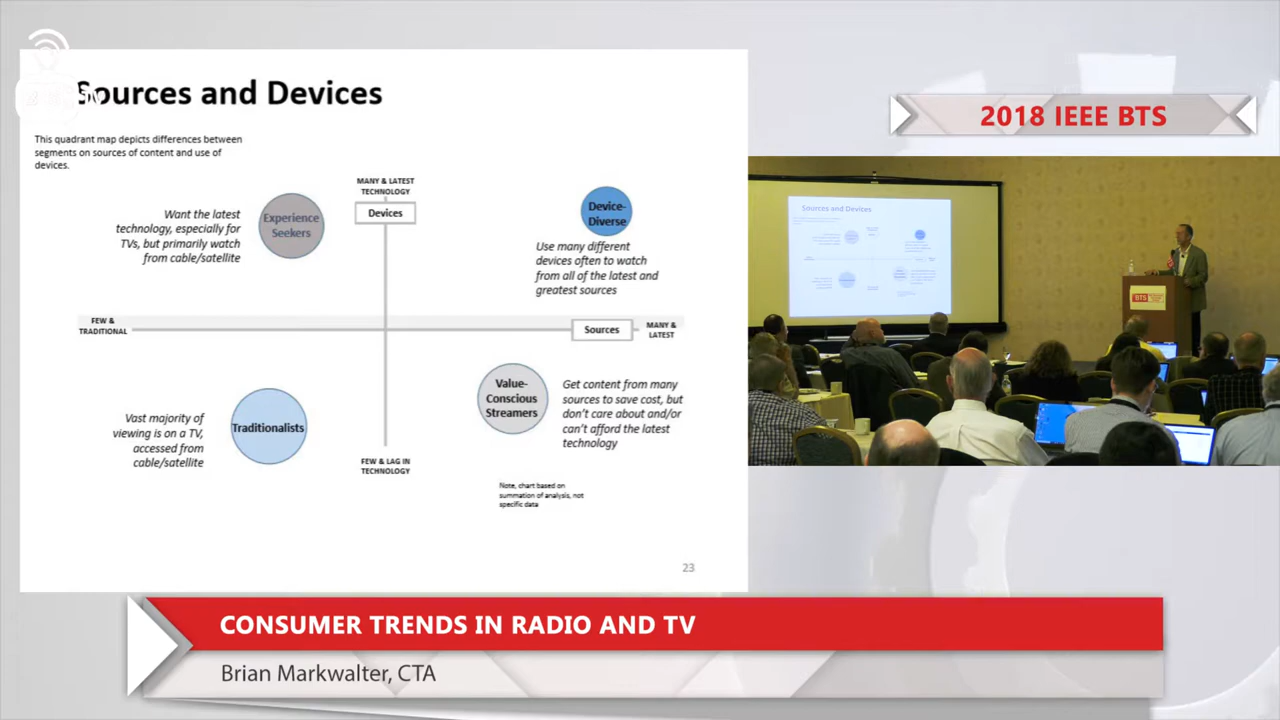 Sources and Devices
This quadrant map depicts differences between
segments on sources of content and use of
devices.
MANY & LATEST
TECHNOLOGY
Devices
Want the latest
technology, especially for
TVs, but primarily watch
from cable/satellite
Experience
Seekers
Device-
Diverse
Use many different
devices often to watch
from all of the latest and
greatest sources
FEW &
TRADITIONAL
Sources
MANY &
LATEST
Vast majority of
viewing is on a TV,
accessed from
cable/satellite
Traditionalists
Value-
Conscious
Streamers
Get content from many
sources to save cost, but
don't care about and/or
can't afford the latest
technology
FEW & LAG IN
TECHNOLOGY
Note, chart based on
summation of analysis, not
specific data
23
2018 IEEE BTS
Sources and Devices
BTS
CONSUMER TRENDS IN RADIO AND TV
Brian Markwalter, CTA